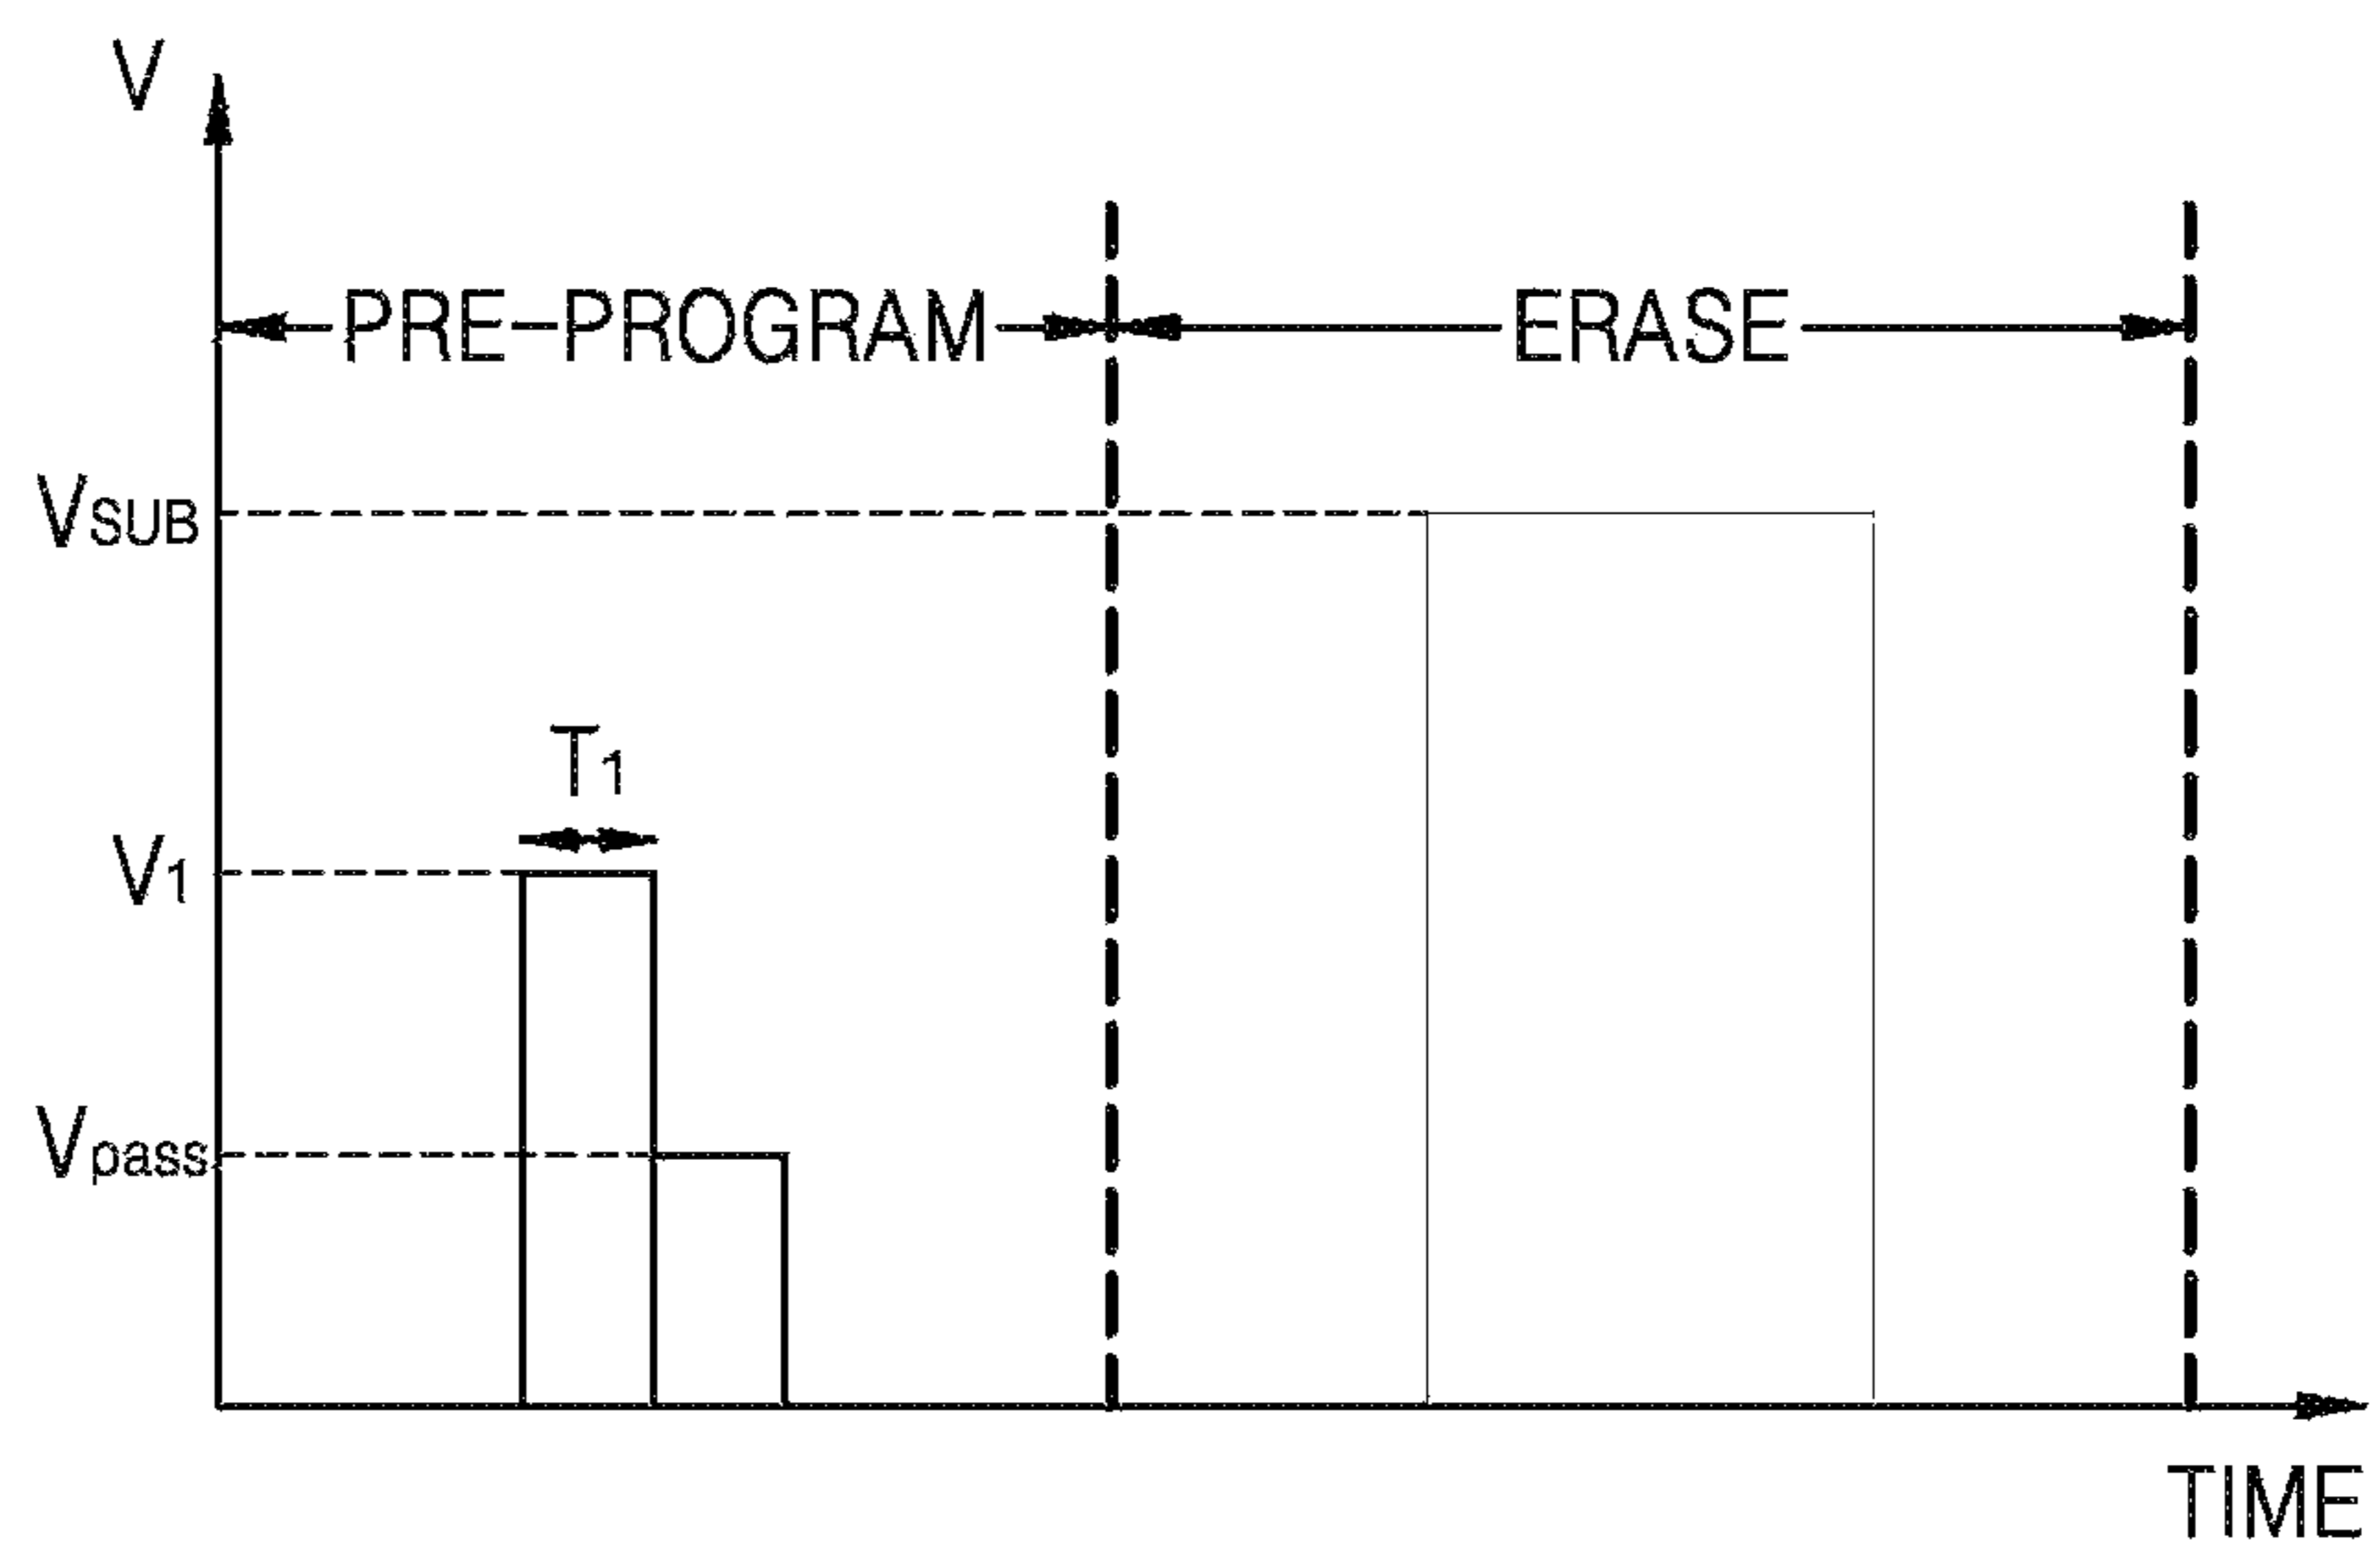 V
PRE-PROGRAM
ERASE
VSUB
T1
V1
Vpass
TIME